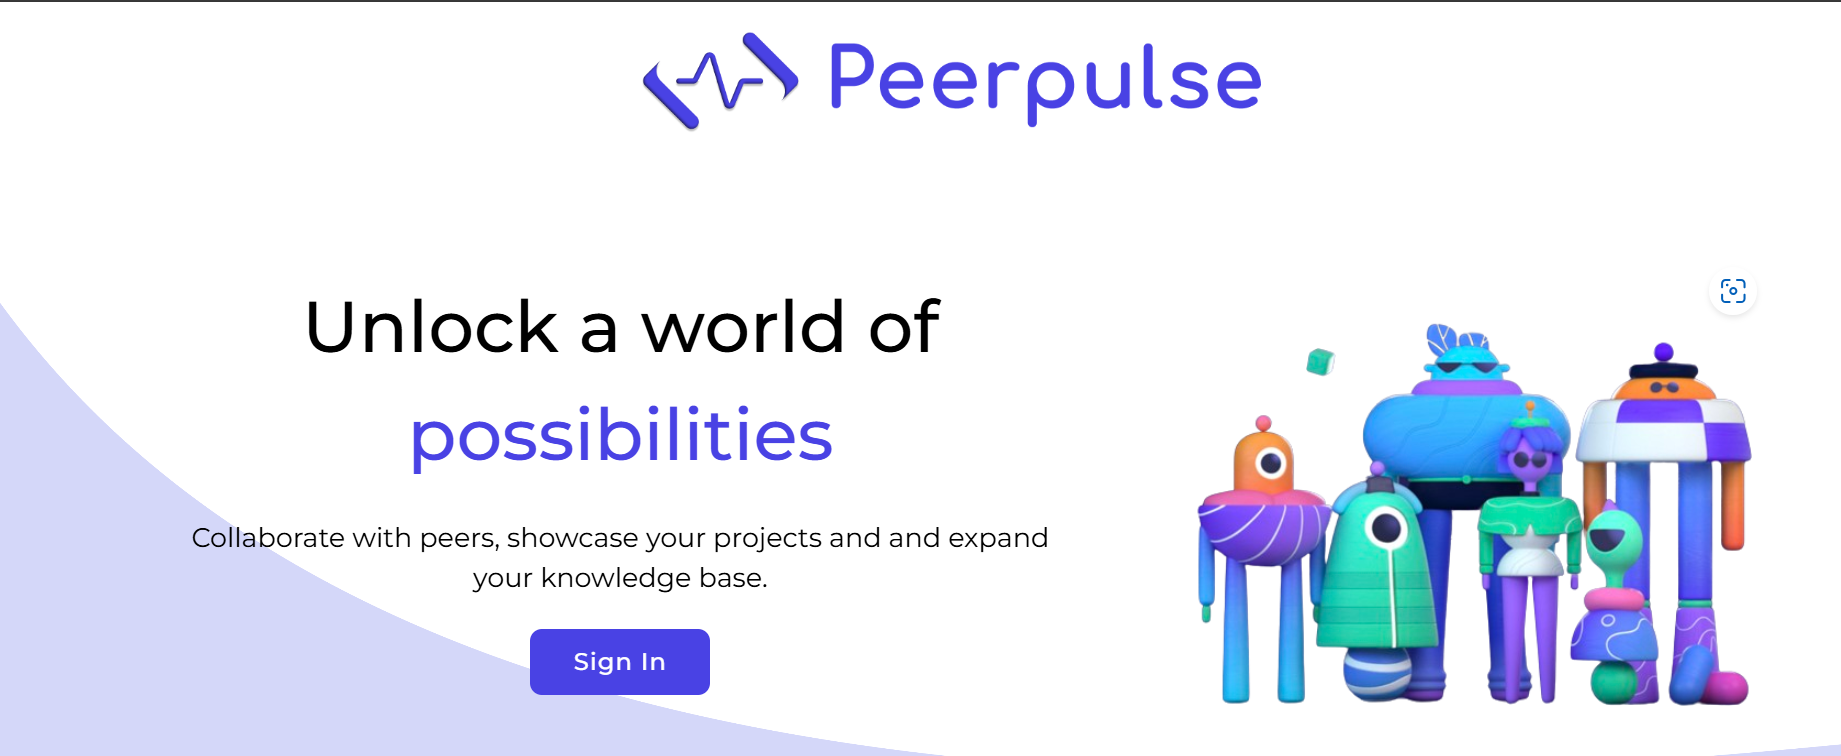 Peerpulse
Unlock a world of
possibilities
Collaborate with peers, showcase your projects and and expand
your knowledge base.
Sign In